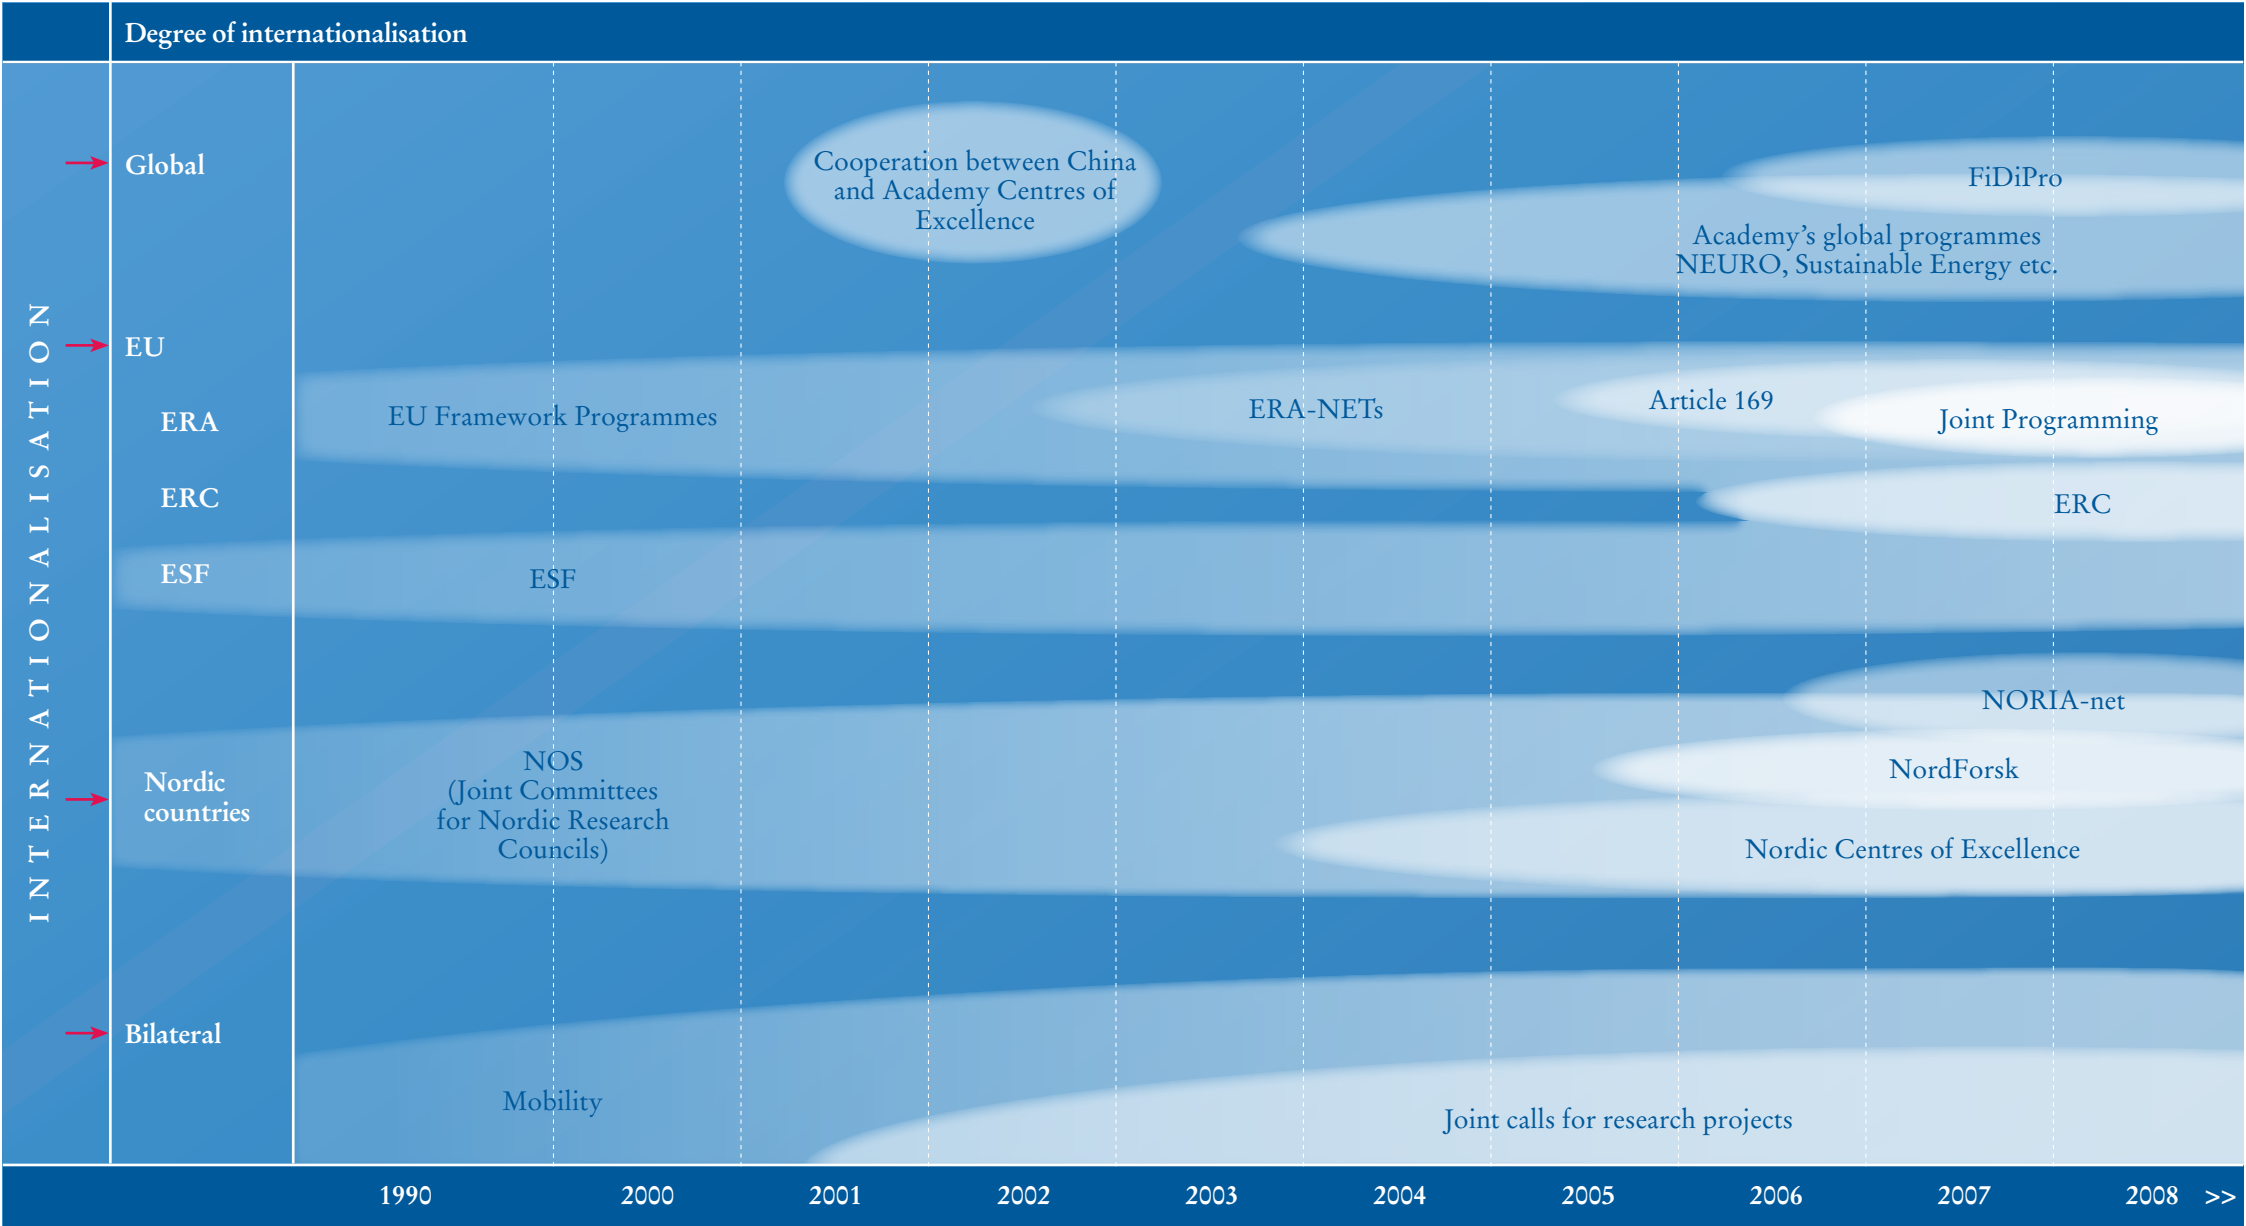 Degree of internationalisation
INTERNATIONALISATION
Global
Cooperation between China
and Academy Centres of
Excellence
FiDiPro
Academy’s global programmes
NEURO, Sustainable Energy etc.
EU
ERA
EU Framework Programmes
ERA-NETs
Article 169
Joint Programming
ERC
ERC
ESF
ESF
Nordic
countries
NOS
(Joint Committees
for Nordic Research
Councils)
NORIA-net
NordForsk
Nordic Centres of Excellence
Bilateral
Mobility
Joint calls for research projects
1990 2000 2001 2002 2003 2004 2005 2006 2007 2008 >>